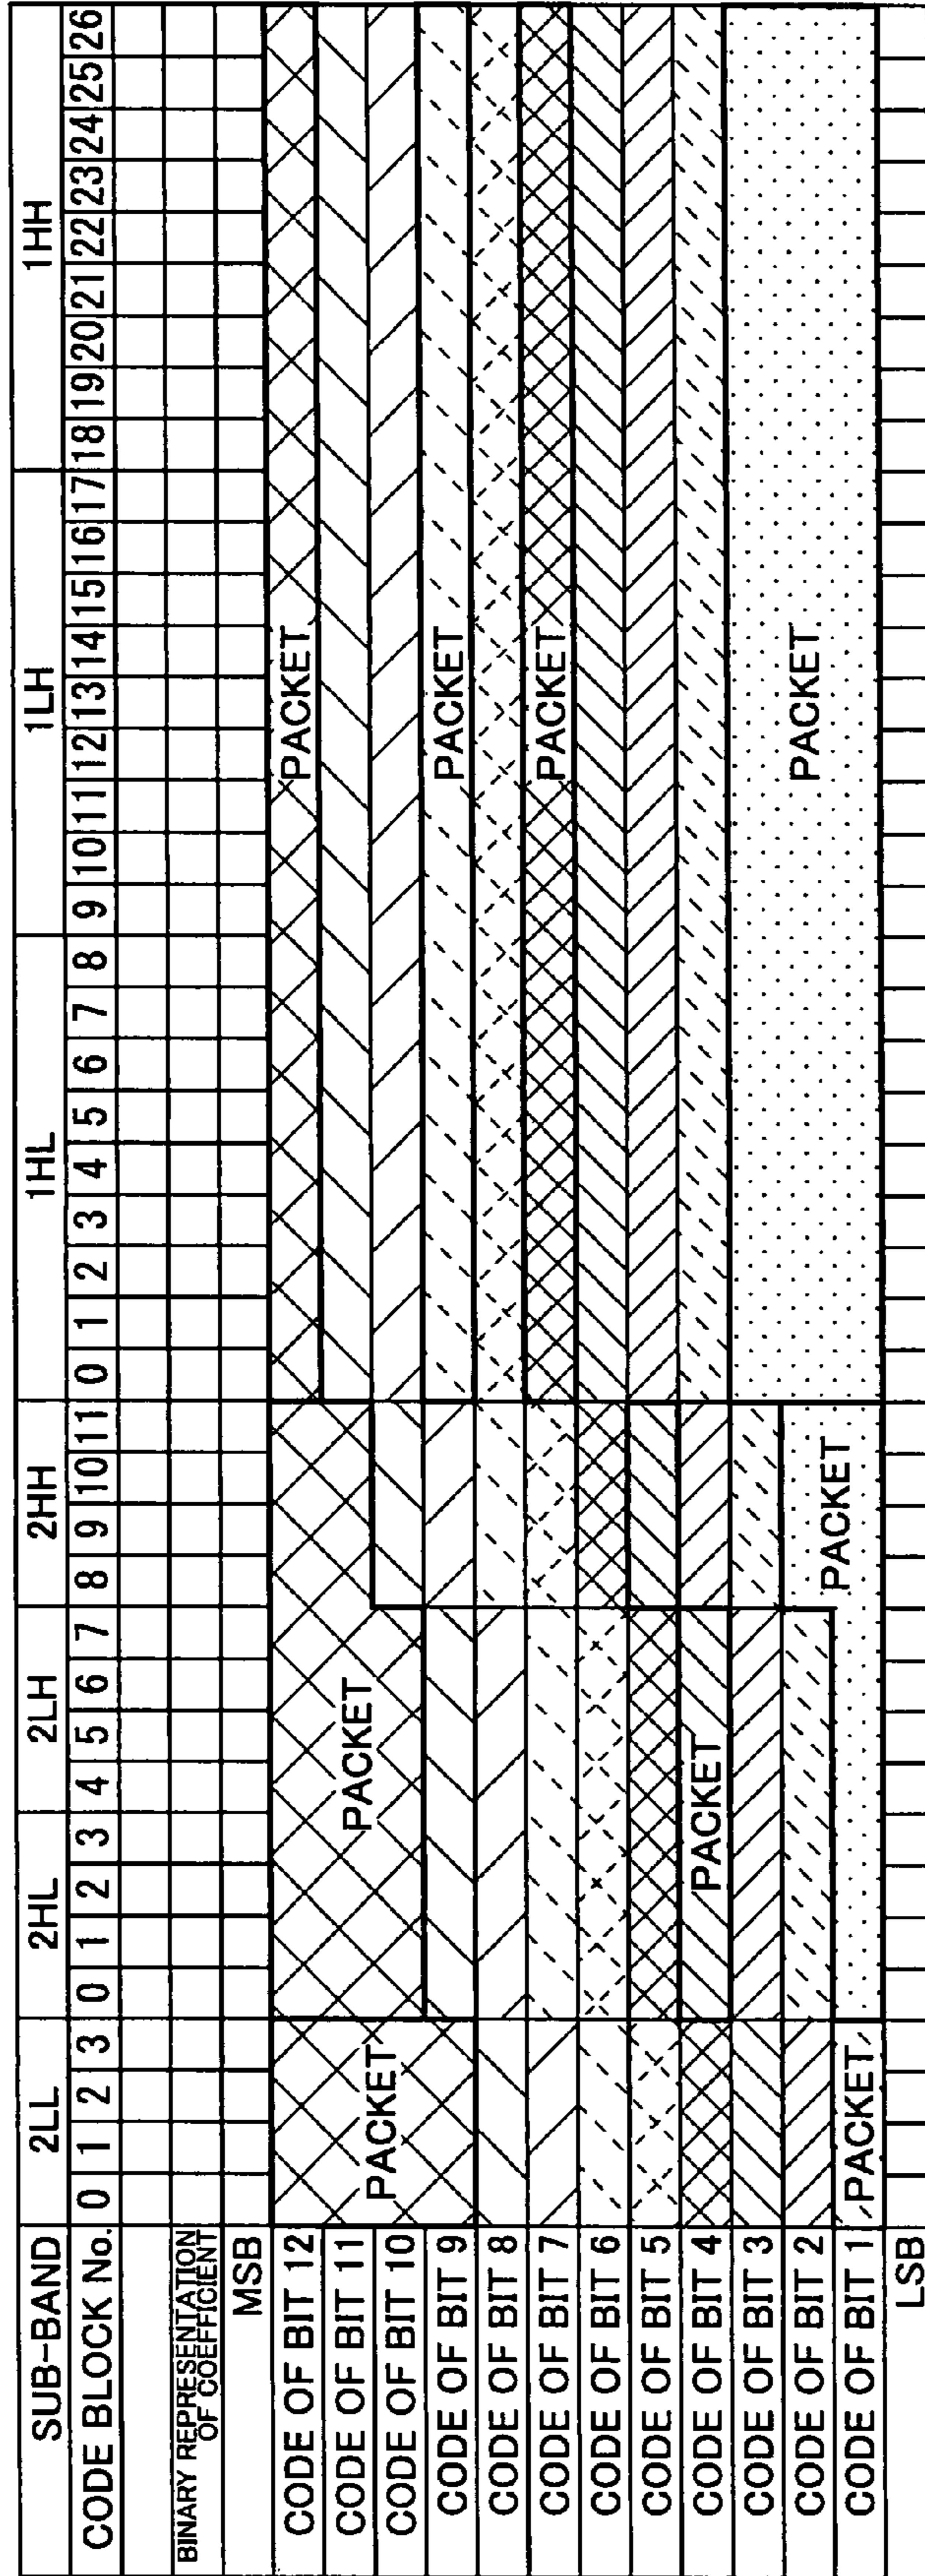 SUB-BAND 2LL 2HL 2LH 2HH 1HL 1LH 1HH
CODE BLOCK No. 0 1 2 3 0 1 2 3 4 5 6 7 8 9 10 11 0 1 2 3 4 5 6 7 8 9 10 11 12 13 14 15 16 17 18 19 20 21 22 23 24 25 26
BINARY REPRESENTATION
OF COEFFICIENT
MSB
CODE OF BIT 12
CODE OF BIT 11
CODE OF BIT 10
CODE OF BIT 9
CODE OF BIT 8
CODE OF BIT 7
CODE OF BIT 6
CODE OF BIT 5
CODE OF BIT 4
CODE OF BIT 3
CODE OF BIT 2
CODE OF BIT 1
LSB
PACKET
PACKET
PACKET
PACKET
PACKET
PACKET
PACKET
PACKET
PACKET